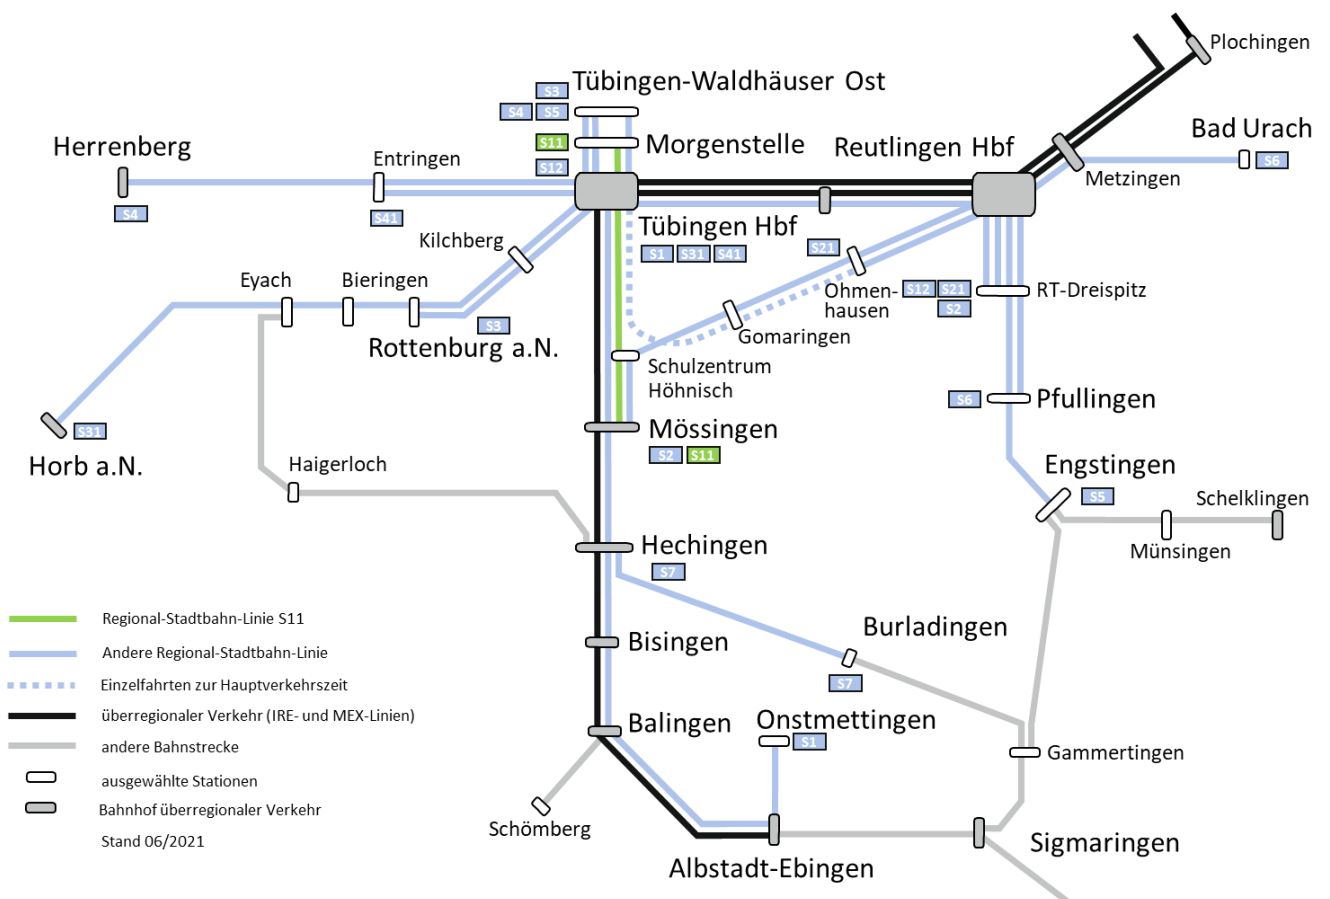 Plochingen
S3
Tübingen-Waldhäuser Ost
S4 S5
Bad Urach
S6
Herrenberg
S4
Entringen
S41
S11
Morgenstelle
S12
Reutlingen Hbf
Metzingen
Kilchberg
Tübingen Hbf
S1 S31 S41
S21
Eyach
Bieringen
Ohmen-
hausen
S12 S21
S2
RT-Dreispitz
S3
Rottenburg a.N.
Gomaringen
Schulzentrum
Höhnisch
S6
Pfullingen
S31
Horb a.N.
Mössingen
S2 S11
Haigerloch
Engstingen
S5
Schelklingen
Münsingen
Hechingen
S7
Burladingen
S7
Bisingen
Balingen
Onstmettingen
S1
Gammertingen
Schömberg
Albstadt-Ebingen
Sigmaringen
Regional-Stadtbahn-Linie S11
Andere Regional-Stadtbahn-Linie
Einzelfahrten zur Hauptverkehrszeit
überregionaler Verkehr (IRE- und MEX-Linien)
andere Bahnstrecke
ausgewählte Stationen
Bahnhof überregionaler Verkehr
Stand 06/2021